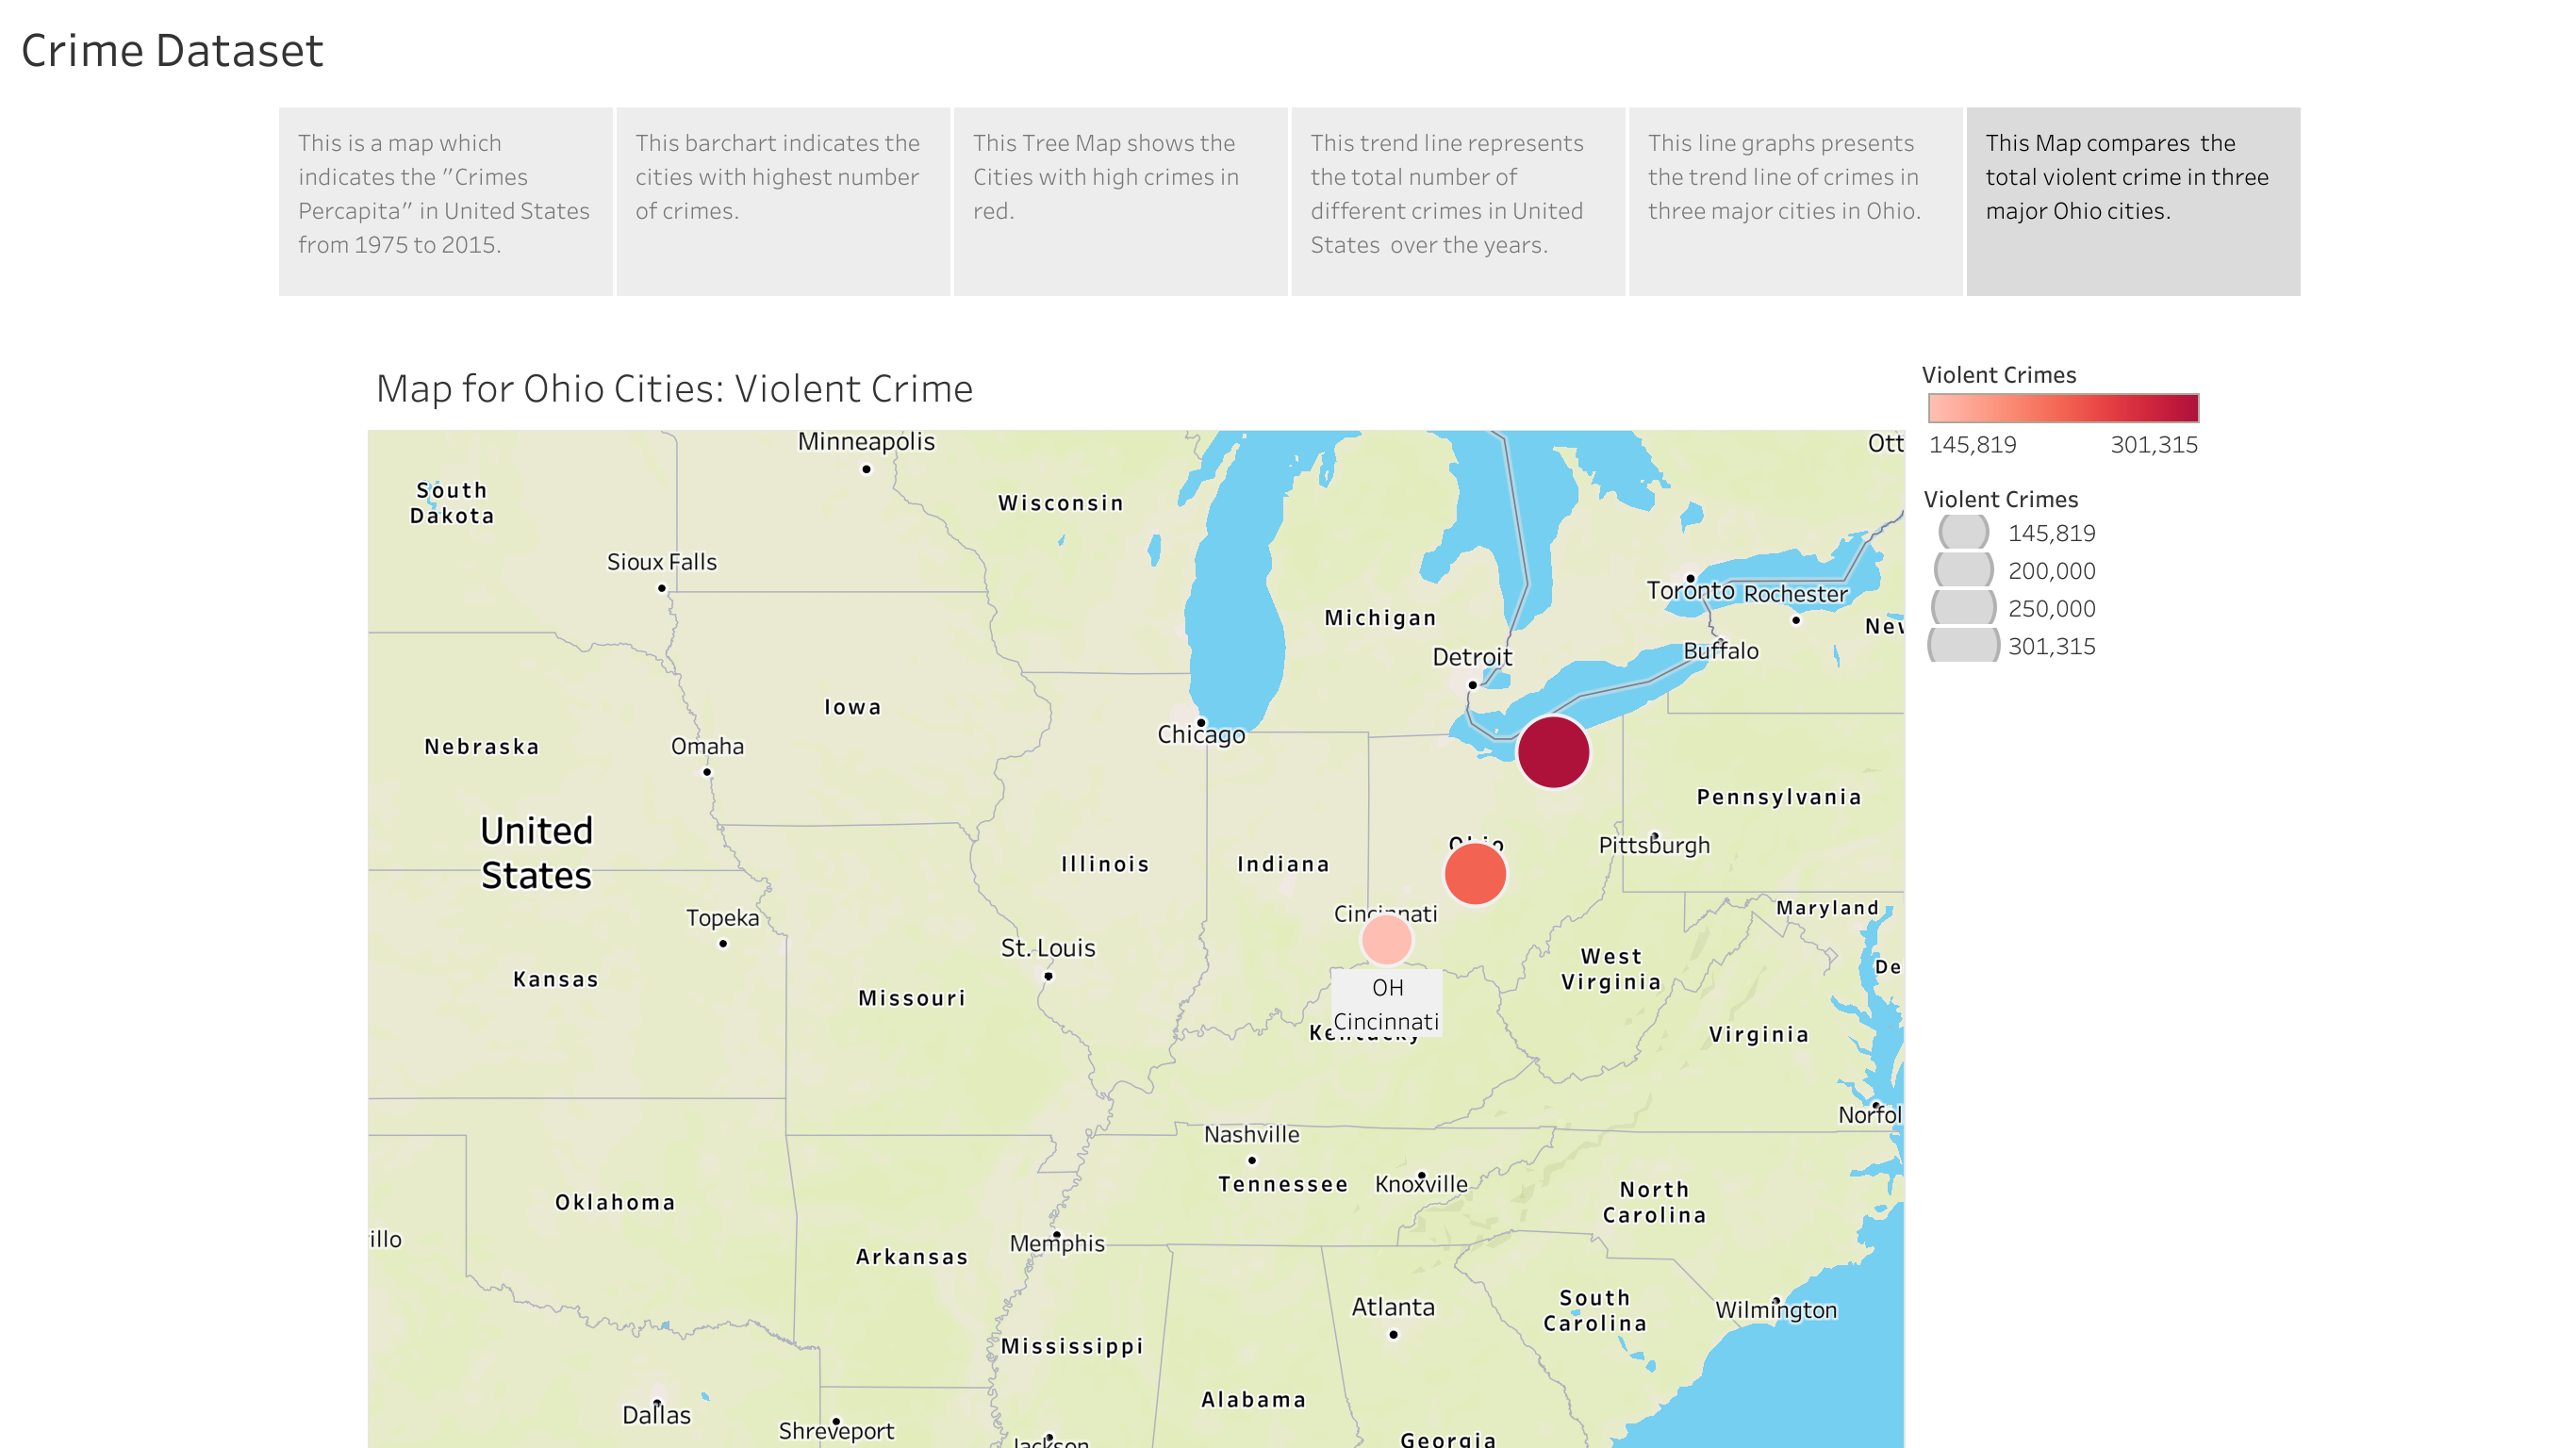 Crime Dataset
This is a map which
indicates the "Crimes
Percapita" in United States
from 1975 to 2015.
This barchart indicates the
cities with highest number
of crimes.
This Tree Map shows the
Cities with high crimes in
red.
This trend line represents
the total number of
different crimes in United
States  over the years.
This line graphs presents
the trend line of crimes in
three major cities in Ohio.
This Map compares  the
total violent crime in three
major Ohio cities.
Map for Ohio Cities: Violent Crime
Violent Crimes
145,819
301,315
Violent Crimes
145,819
200,000
250,000
301,315
Minneapolis
Ott
South
Dakota
Wisconsin
Sioux Falls
Toronto
Rochester
Michigan
New
Detroit
Buffalo
Iowa
Chicago
Nebraska
Omaha
Pennsylvania
United
States
Ohio
Pittsburgh
Illinois
Indiana
Maryland
Cincinnati
Topeka
St. Louis
West
Virginia
De
Kansas
Missouri
OH
Cincinnati
Kentucky
Virginia
Norfol
Nashville
Tennessee
Knoxville
North
Carolina
Oklahoma
illo
Memphis
Arkansas
South
Carolina
Atlanta
Wilmington
Mississippi
Alabama
Dallas
Shreveport
Jackson
Georgia